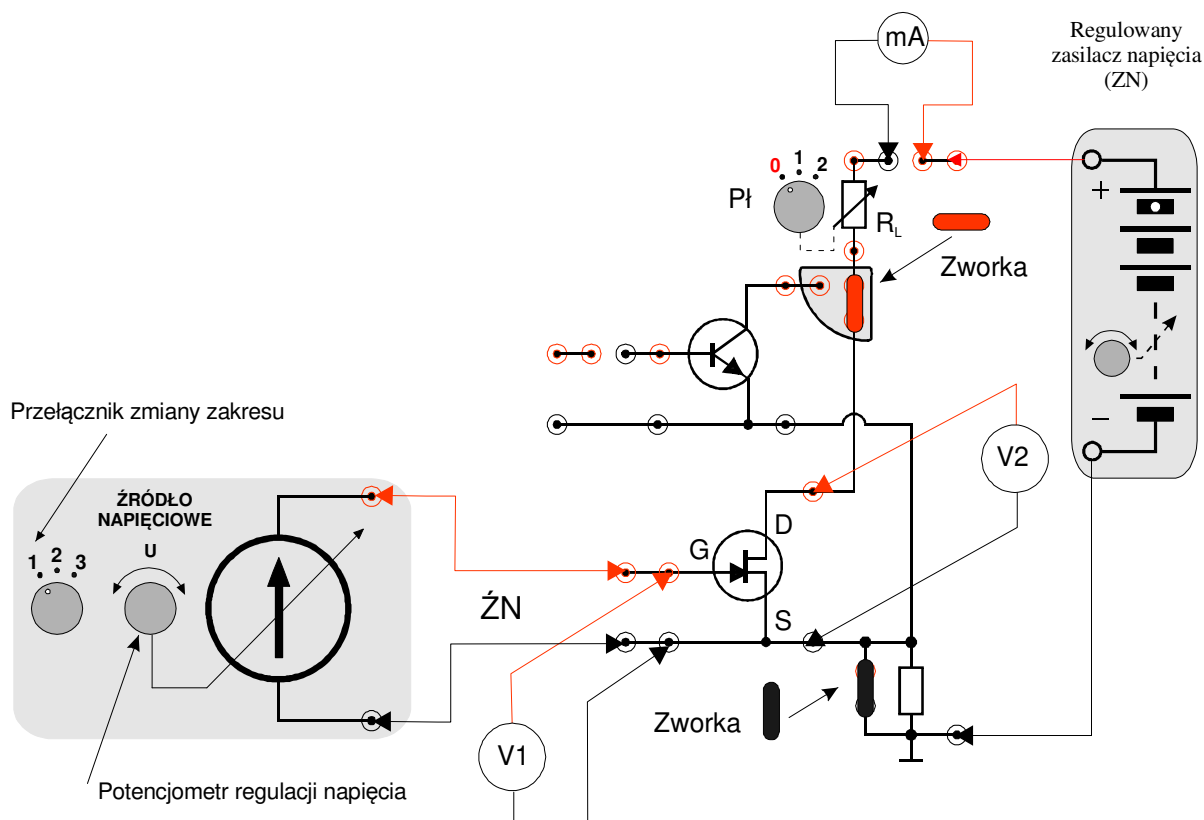 mA
Regulowany
zasilacz napięcia
(ZN)
0 1 2
Pł
R_L
Zworka
+
−
Przełącznik zmiany zakresu
ŹRÓDŁO
NAPIĘCIOWE
U
1 2 3
ŹN
G
D
S
V2
V1
Zworka
Potencjometr regulacji napięcia